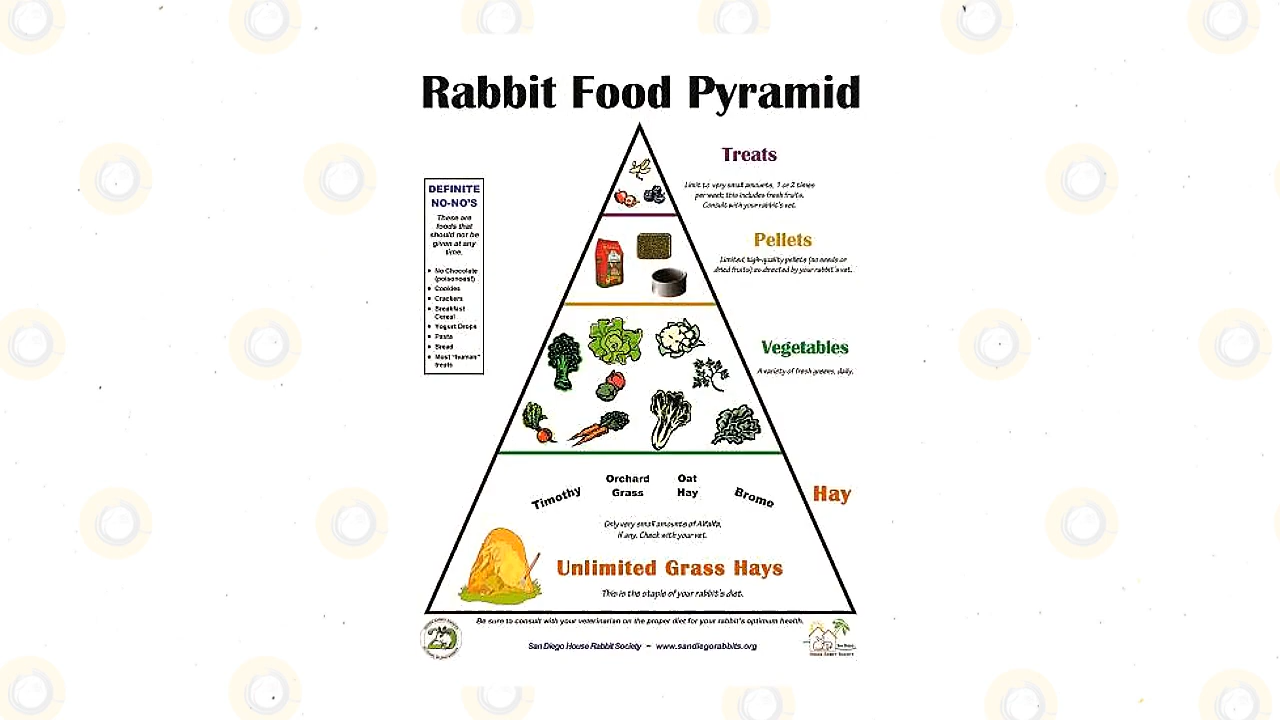 Rabbit Food Pyramid
Treats
Limit to very small amounts, 1 or 2 times
per week; this includes fresh fruits.
Consult with your rabbit's vet.
DEFINITE
NO-NO'S
These are
foods that
should not be
given at any
time.
• No Chocolate
(poisonous!)
• Cookies
• Crackers
• Breakfast
Cereal
• Yogurt Drops
• Pasta
• Bread
• Most "human"
treats
Pellets
Limited high-quality pellets (no seeds or
dried fruits) as directed by your rabbit's vet.
Vegetables
A variety of fresh greens, daily.
Timothy
Orchard
Grass
Oat
Hay
Brome
Hay
Only very small amounts of Alfalfa,
if any. Check with your vet.
Unlimited Grass Hays
This is the staple of your rabbit's diet.
Be sure to consult with your veterinarian on the proper diet for your rabbit's optimum health.
San Diego House Rabbit Society ~ www.sandiegorabbits.org